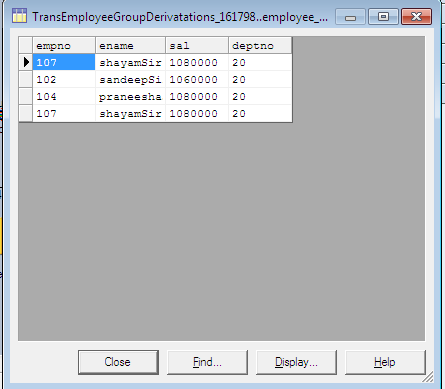 TransEmployeeGroupDerivatations_161798..employee_...
empno ename sal deptno
107 shayamSir 1080000 20
102 sandeepSi 1060000 20
104 praneesha 1080000 20
107 shayamSir 1080000 20
Close Find... Display... Help